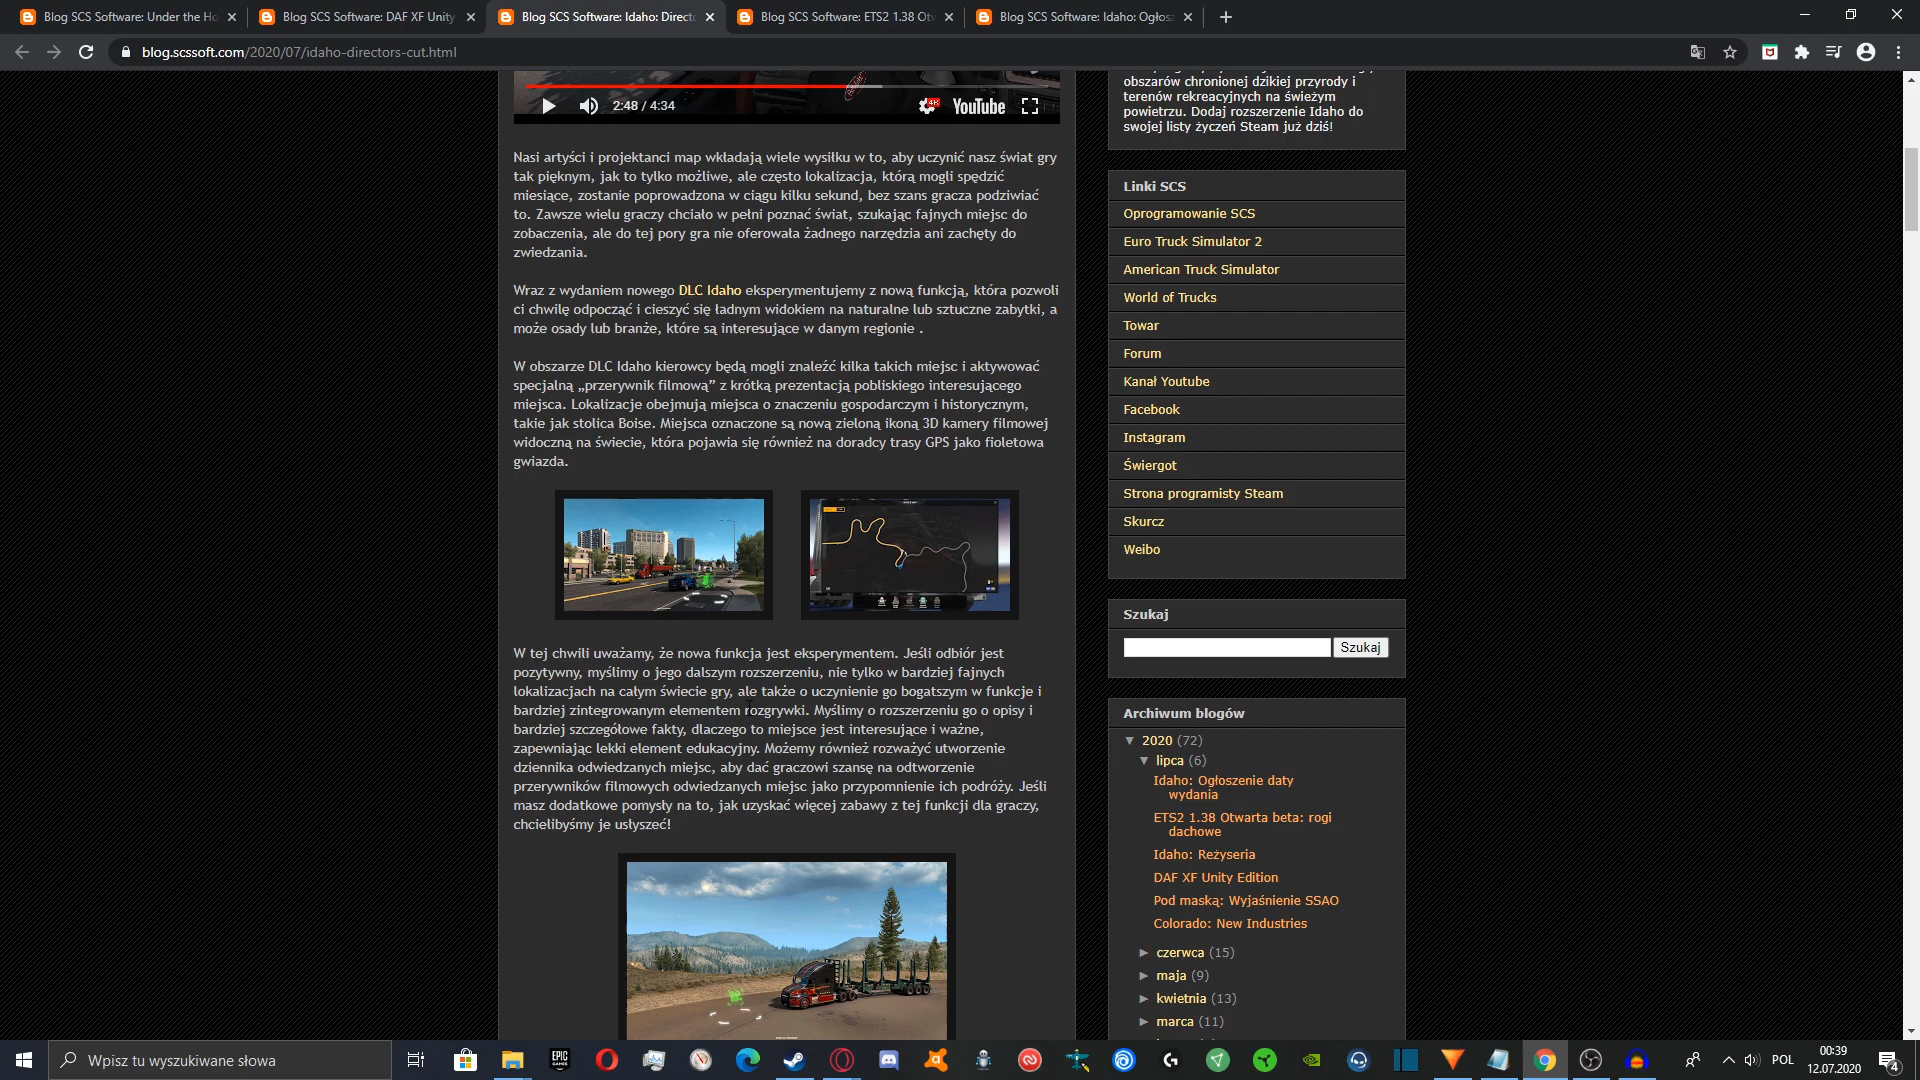 Blog SCS Software: Under the Ho
Blog SCS Software: DAF XF Unity
Blog SCS Software: Idaho: Directo
Blog SCS Software: ETS2 1.38 Otw
Blog SCS Software: Idaho: Ogłosz
blog.scssoft.com/2020/07/idaho-directors-cut.html
2:48 / 4:34
YouTube
Nasi artyści i projektanci map wkładają wiele wysiłku w to, aby uczynić nasz świat gry
tak pięknym, jak to tylko możliwe, ale często lokalizacja, którą mogli spędzić
miesiące, zostanie poprowadzona w ciągu kilku sekund, bez szans gracza podziwiać
to. Zawsze wielu graczy chciało w pełni poznać świat, szukając fajnych miejsc do
zobaczenia, ale do tej pory gra nie oferowała żadnego narzędzia ani zachęty do
zwiedzania.
Wraz z wydaniem nowego DLC Idaho eksperymentujemy z nową funkcją, która pozwoli
ci chwilę odpocząć i cieszyć się ładnym widokiem na naturalne lub sztuczne zabytki, a
może osady lub branże, które są interesujące w danym regionie .
W obszarze DLC Idaho kierowcy będą mogli znaleźć kilka takich miejsc i aktywować
specjalną „przerywnik filmową” z krótką prezentacją pobliskiego interesującego
miejsca. Lokalizacje obejmują miejsca o znaczeniu gospodarczym i historycznym,
takie jak stolica Boise. Miejsca oznaczone są nową zieloną ikoną 3D kamery filmowej
widoczną na świecie, która pojawia się również na doradcy trasy GPS jako fioletowa
gwiazda.
W tej chwili uważamy, że nowa funkcja jest eksperymentem. Jeśli odbiór jest
pozytywny, myślimy o jego dalszym rozszerzeniu, nie tylko w bardziej fajnych
lokalizacjach na całym świecie gry, ale także o uczynienie go bogatszym w funkcje i
bardziej zintegrowanym elementem rozgrywki. Myślimy o rozszerzeniu go o opisy i
bardziej szczegółowe fakty, dlaczego to miejsce jest interesujące i ważne,
zapewniając lekki element edukacyjny. Możemy również rozważyć utworzenie
dziennika odwiedzanych miejsc, aby dać graczowi szansę na odtworzenie
przerywników filmowych odwiedzanych miejsc jako przypomnienie ich podróży. Jeśli
masz dodatkowe pomysły na to, jak uzyskać więcej zabawy z tej funkcji dla graczy,
chcielibyśmy je usłyszeć!
obszarów chronionej dzikiej przyrody i
terenów rekreacyjnych na świeżym
powietrzu. Dodaj rozszerzenie Idaho do
swojej listy życzeń Steam już dziś!
Linki SCS
Oprogramowanie SCS
Euro Truck Simulator 2
American Truck Simulator
World of Trucks
Towar
Forum
Kanał Youtube
Facebook
Instagram
Świergot
Strona programisty Steam
Skurcz
Weibo
Szukaj
Szukaj
Archiwum blogów
▼ 2020 (72)
▼ lipca (6)
Idaho: Ogłoszenie daty
wydania
ETS2 1.38 Otwarta beta: rogi
dachowe
Idaho: Reżyseria
DAF XF Unity Edition
Pod maską: Wyjaśnienie SSAO
Colorado: New Industries
► czerwca (15)
► maja (9)
► kwietnia (13)
► marca (11)
Wpisz tu wyszukiwane słowa
EPIC
GAMES
POL
00:39
12.07.2020
4